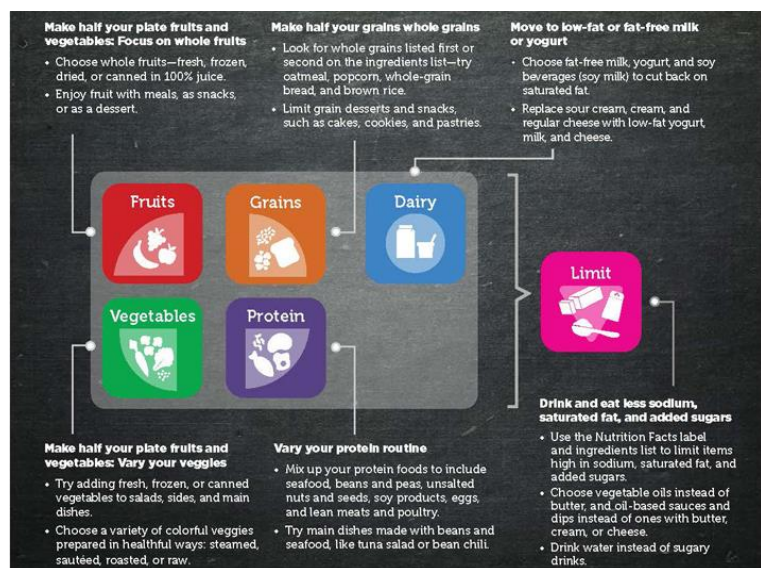 Make half your plate fruits and
vegetables: Focus on whole fruits
• Choose whole fruits—fresh, frozen,
dried, or canned in 100% juice.
• Enjoy fruit with meals, as snacks,
or as a dessert.
Make half your grains whole grains
• Look for whole grains listed first or
second on the ingredients list—try
oatmeal, popcorn, whole-grain
bread, and brown rice.
• Limit grain desserts and snacks,
such as cakes, cookies, and pastries.
Move to low-fat or fat-free milk
or yogurt
• Choose fat-free milk, yogurt, and soy
beverages (soy milk) to cut back on
saturated fat.
• Replace sour cream, cream, and
regular cheese with low-fat yogurt,
milk, and cheese.
Fruits
Grains
Dairy
Limit
Vegetables
Protein
Make half your plate fruits and
vegetables: Vary your veggies
• Try adding fresh, frozen, or canned
vegetables to salads, sides, and main
dishes.
• Choose a variety of colorful veggies
prepared in healthful ways: steamed,
sautéed, roasted, or raw.
Vary your protein routine
• Mix up your protein foods to include
seafood, beans and peas, unsalted
nuts and seeds, soy products, eggs,
and lean meats and poultry.
• Try main dishes made with beans and
seafood, like tuna salad or bean chili.
Drink and eat less sodium,
saturated fat, and added sugars
• Use the Nutrition Facts label
and ingredients list to limit items
high in sodium, saturated fat, and
added sugars.
• Choose vegetable oils instead of
butter, and oil-based sauces and
dips instead of ones with butter,
cream, or cheese.
• Drink water instead of sugary
drinks.